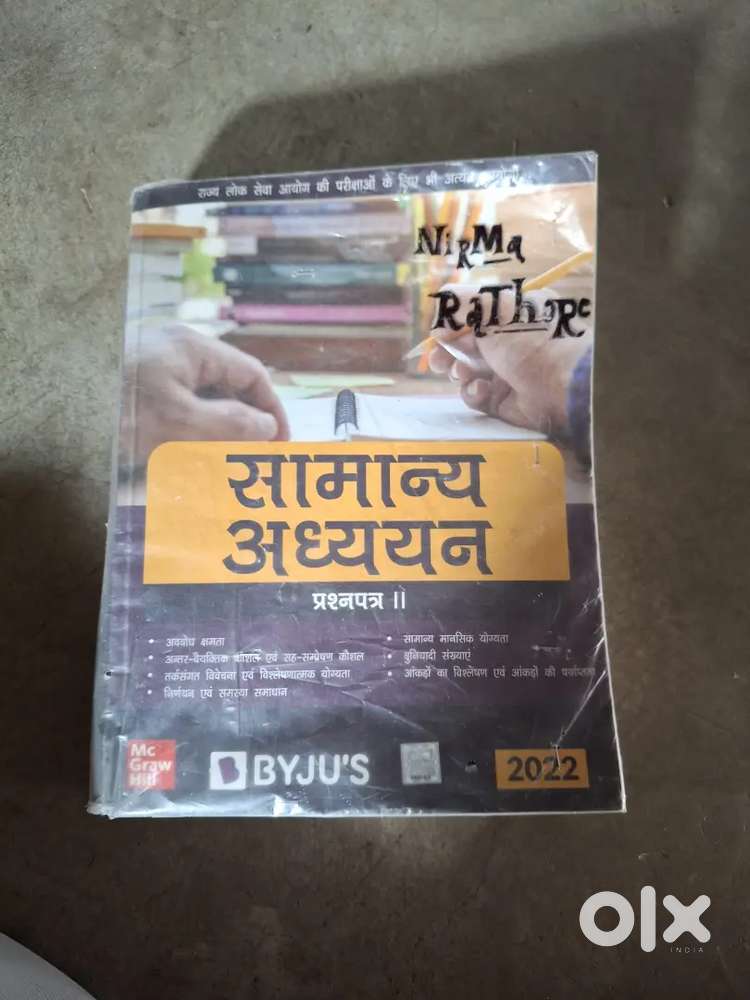 राज्य लोक सेवा आयोग की परीक्षाओं के लिए भी
NirMa
RaThoRe
सामान्य
अध्ययन
प्रश्नपत्र II
• अवबोध क्षमता
• अन्तर-वैयक्तिक कौशल एवं सह-सम्प्रेषण कौशल
• तर्कसंगत विवेचना एवं विश्लेषणात्मक योग्यता
• निर्णयन एवं समस्या समाधान
• सामान्य मानसिक योग्यता
• बुनियादी संख्याएं
• आंकड़ों का विश्लेषण एवं आंकड़ों की पर्याप्तता
Mc
Graw
Hill
B BYJU'S
2022
olx
INDIA